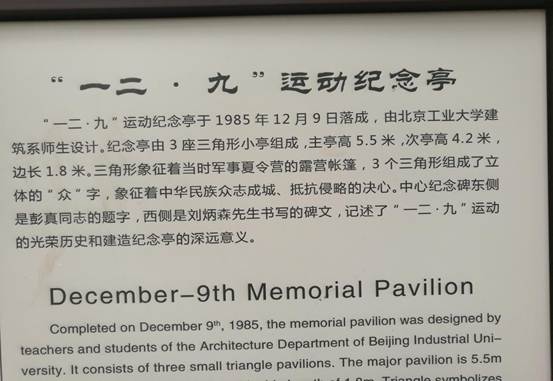 “一二·九”运动纪念亭
“一二·九”运动纪念亭于1985年12月9日落成，由北京工业大学建
筑系师生设计。纪念亭由3座三角形小亭组成，主亭高5.5米，次亭高4.2米，
边长1.8米。三角形象征着当时军事夏令营的露营帐篷，3个三角形组成了立
体的“众”字，象征着中华民族众志成城、抵抗侵略的决心。中心纪念碑东侧
是彭真同志的题字，西侧是刘炳森先生书写的碑文，记述了“一二·九”运动
的光荣历史和建造纪念亭的深远意义。
December-9th Memorial Pavilion
Completed on December 9th, 1985, the memorial pavilion was designed by
teachers and students of the Architecture Department of Beijing Industrial Uni-
versity. It consists of three small triangle pavilions. The major pavilion is 5.5m
of 1.8m. Triangle symbolizes